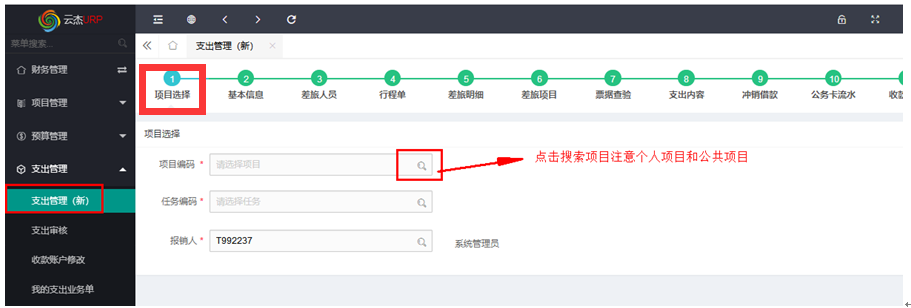 云杰URP
菜单搜索...
财务管理
项目管理
预算管理
支出管理
支出管理（新）
支出审核
收款账户修改
我的支出业务单
支出管理（新） ×
1 2 3 4 5 6 7 8 9 10
项目选择 基本信息 差旅人员 行程单 差旅明细 差旅项目 票据查验 支出内容 冲销借款 公务卡流水 收款
项目选择
项目编码 * 请选择项目
点击搜索项目注意个人项目和公共项目
任务编码 * 请选择任务
报销人 * T992237 系统管理员